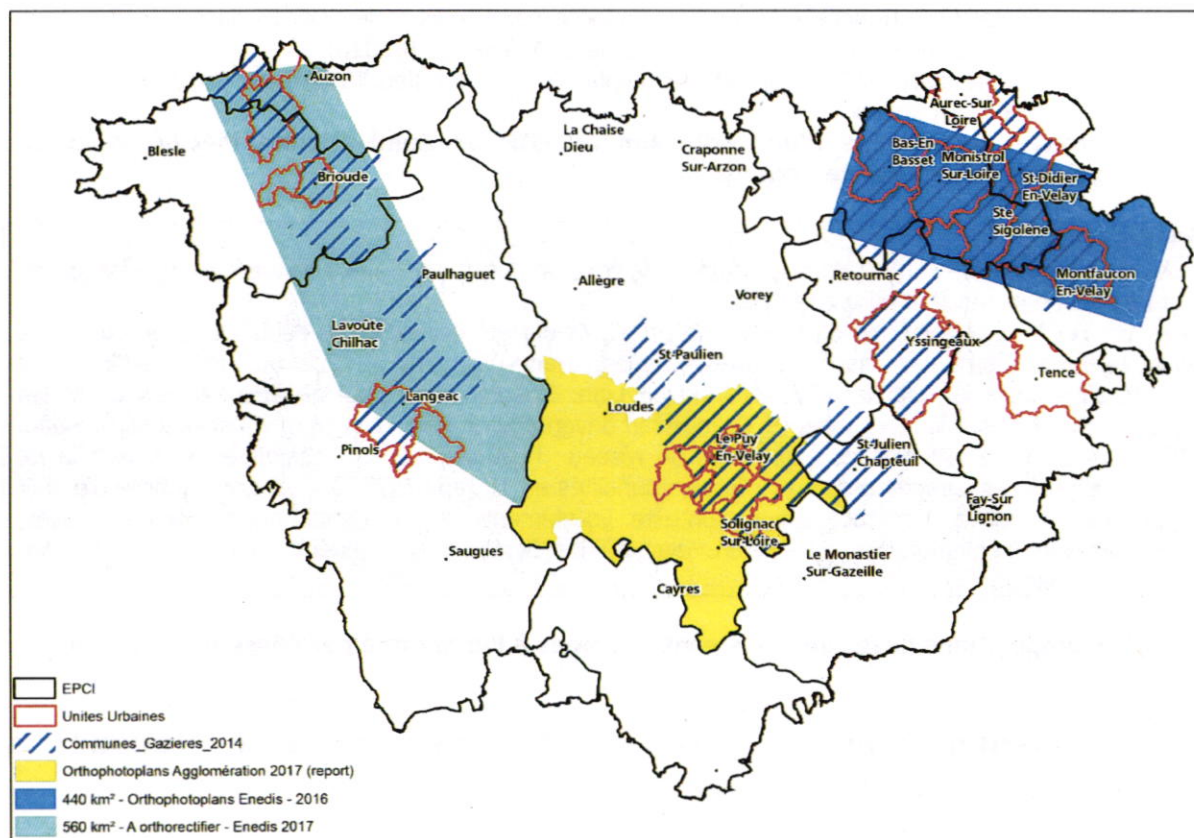 Auzon
Aurec-Sur
Loire
La Chaise
Dieu
Craponne
Sur-Arzon
Blesle
Bas-En
Basset
Monistrol
Sur-Loire
St-Didier
En-Velay
Brioude
Ste
Sigolène
Paulhaguet
Allègre
Vorey
Retournac
Montfaucon
En-Velay
Lavoûte
Chilhac
St-Paulien
Yssingeaux
Tence
Langeac
Loudes
Le Puy
En-Velay
St-Julien
Chapteuil
Pinols
Fay-Sur
Lignon
Solignac
Sur-Loire
Saugues
Le Monastier
Sur-Gazeille
Cayres
EPCI
Unites Urbaines
Communes_Gazieres_2014
Orthophotoplans Agglomération 2017 (report)
440 km² - Orthophotoplans Enedis - 2016
560 km² - A orthorectifier - Enedis 2017